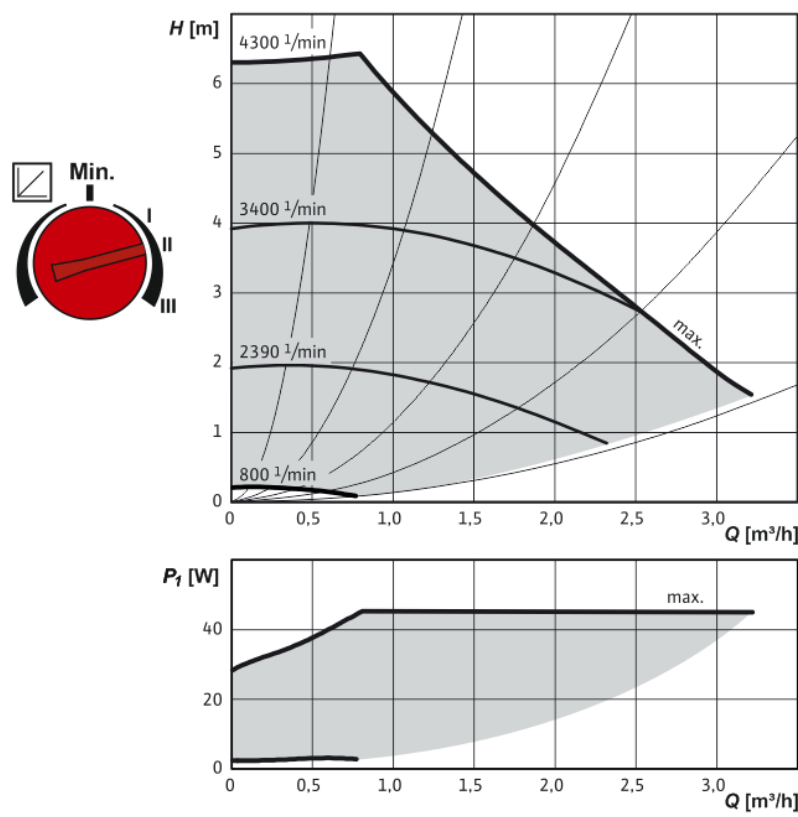 H [m]
4300 1/min
6
5
Min.
I
II
III
3400 1/min
4
3
max.
2390 1/min
2
1
800 1/min
0
0 0,5 1,0 1,5 2,0 2,5 3,0
Q [m³/h]
P1 [W]
max.
40
20
0
0 0,5 1,0 1,5 2,0 2,5 3,0
Q [m³/h]